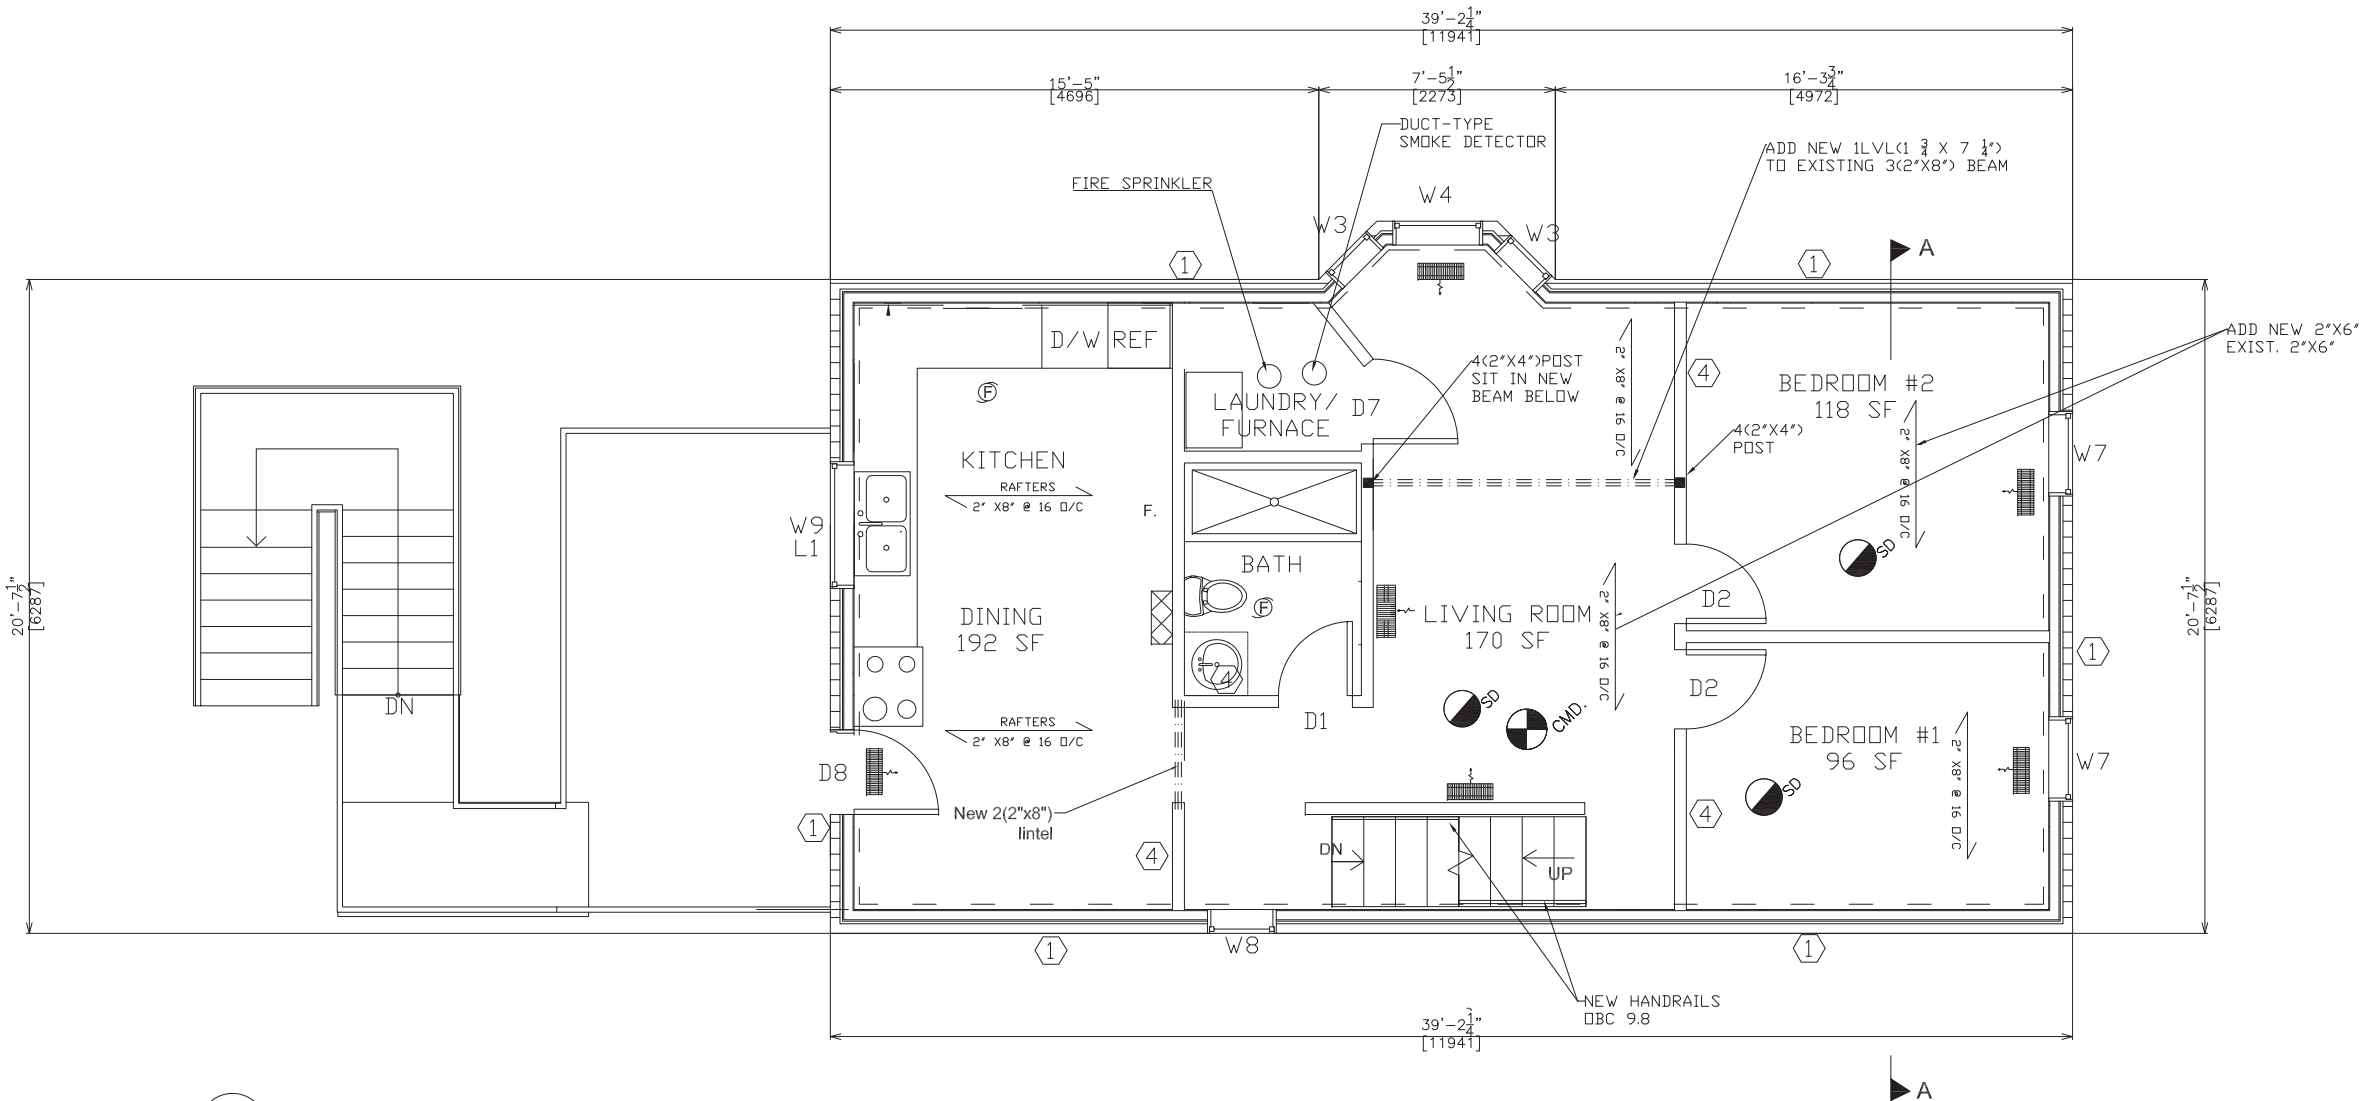 39'-2 1/4"
[11941]
15'-5"
[4696]
7'-5 1/2"
[2273]
16'-3 3/4"
[4972]
DUCT-TYPE
SMOKE DETECTOR
ADD NEW 1LVL(1 3/4 X 7 1/4")
TO EXISTING 3(2"X8") BEAM
FIRE SPRINKLER
W4
W3
W3
1
1
A
ADD NEW 2"X6"
EXIST. 2"X6"
D/W
REF
4(2"X4")POST
SIT IN NEW
BEAM BELOW
2" X8" @ 16 O/C
4
BEDROOM #2
118 SF
F
LAUNDRY/
FURNACE
D7
4(2"X4")
POST
2" X8" @ 16 O/C
W7
KITCHEN
RAFTERS
2" X8" @ 16 O/C
F.
W9
L1
BATH
SD
20'-7 1/2"
[6287]
20'-7 1/2"
[6287]
DINING
192 SF
F
LIVING ROOM
170 SF
2" X8" @ 16 O/C
D2
1
4
D2
DN
RAFTERS
2" X8" @ 16 O/C
D1
SD
CMD.
BEDROOM #1
96 SF
2" X8" @ 16 O/C
W7
D8
SD
New 2(2"x8")
lintel
1
4
4
DN
UP
1
W8
1
NEW HANDRAILS
OBC 9.8
39'-2 1/4"
[11941]
A